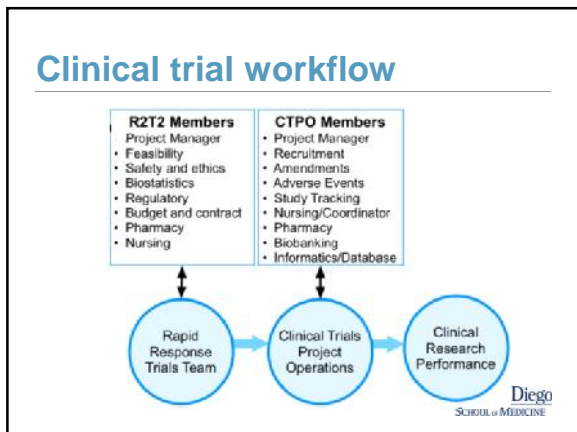 Clinical trial workflow
R2T2 Members
Project Manager
• Feasibility
• Safety and ethics
• Biostatistics
• Regulatory
• Budget and contract
• Pharmacy
• Nursing
CTPO Members
• Project Manager
• Recruitment
• Amendments
• Adverse Events
• Study Tracking
• Nursing/Coordinator
• Pharmacy
• Biobanking
• Informatics/Database
Rapid
Response
Trials Team
Clinical Trials
Project
Operations
Clinical
Research
Performance
Diego
SCHOOL of MEDICINE